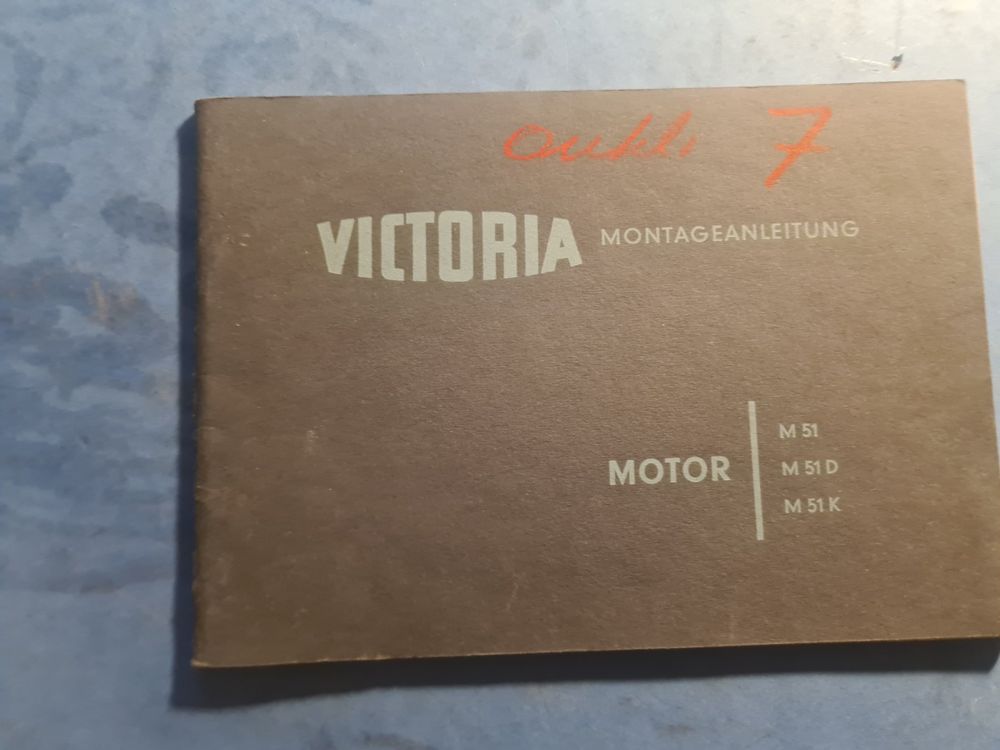 7
VICTORIA MONTAGEANLEITUNG
MOTOR
M 51
M 51 D
M 51 K